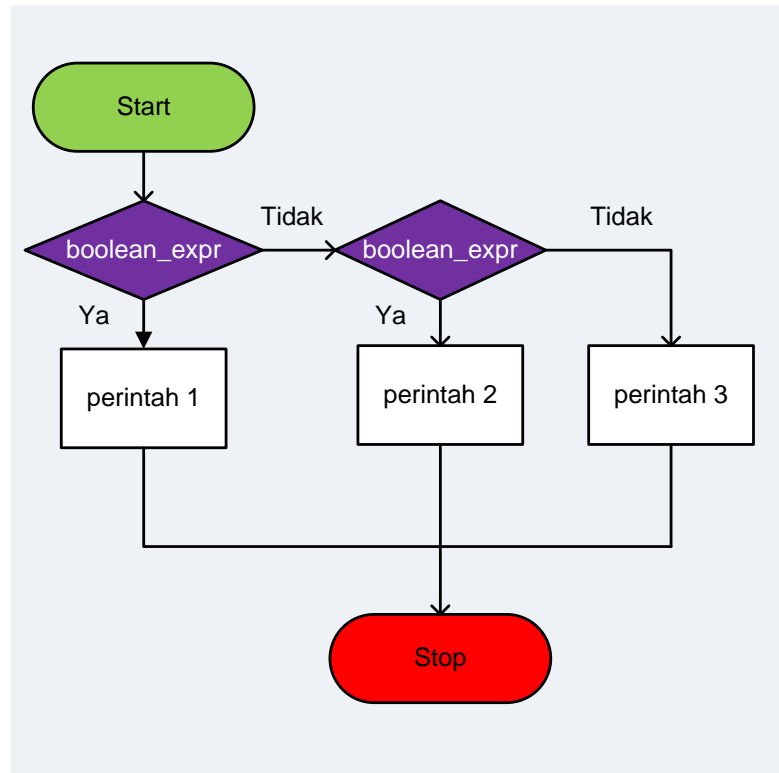 Start
Tidak
Tidak
boolean_expr
boolean_expr
Ya
Ya
perintah 1
perintah 2
perintah 3
Stop